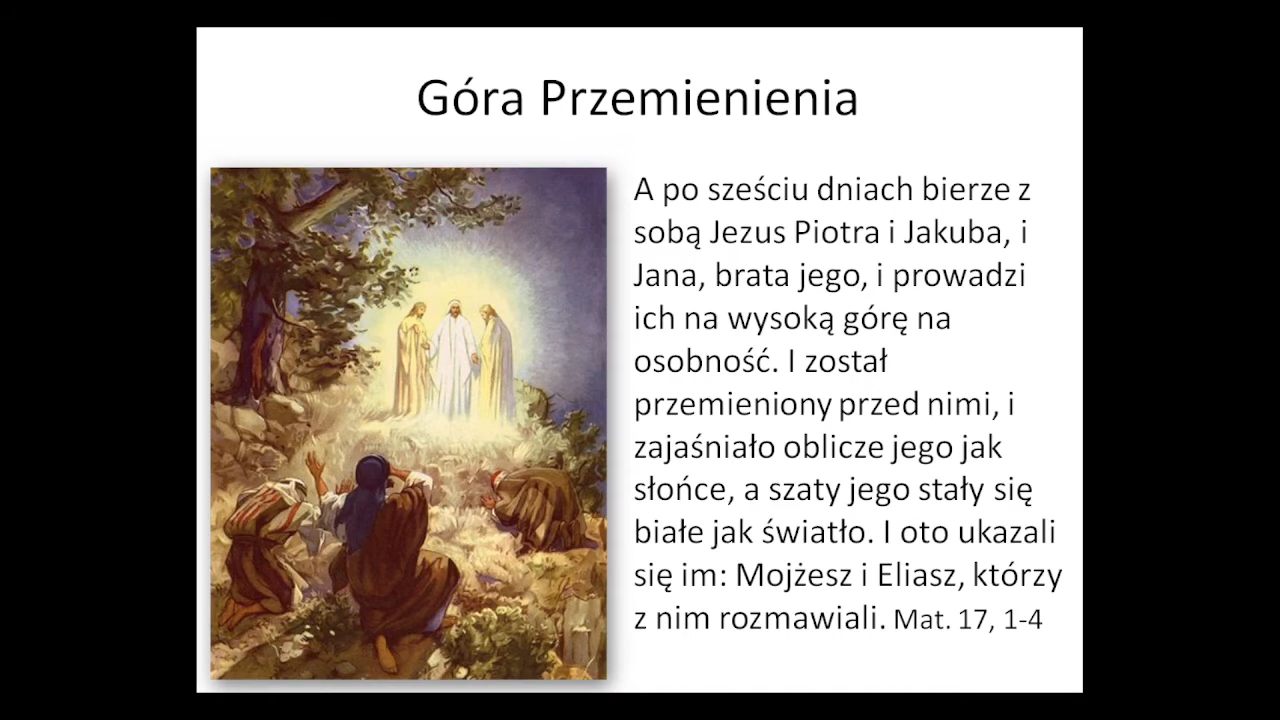 Góra Przemienienia
A po sześciu dniach bierze z
sobą Jezus Piotra i Jakuba, i
Jana, brata jego, i prowadzi
ich na wysoką górę na
osobność. I został
przemieniony przed nimi, i
zajaśniało oblicze jego jak
słońce, a szaty jego stały się
białe jak światło. I oto ukazali
się im: Mojżesz i Eliasz, którzy
z nim rozmawiali. Mat. 17, 1-4